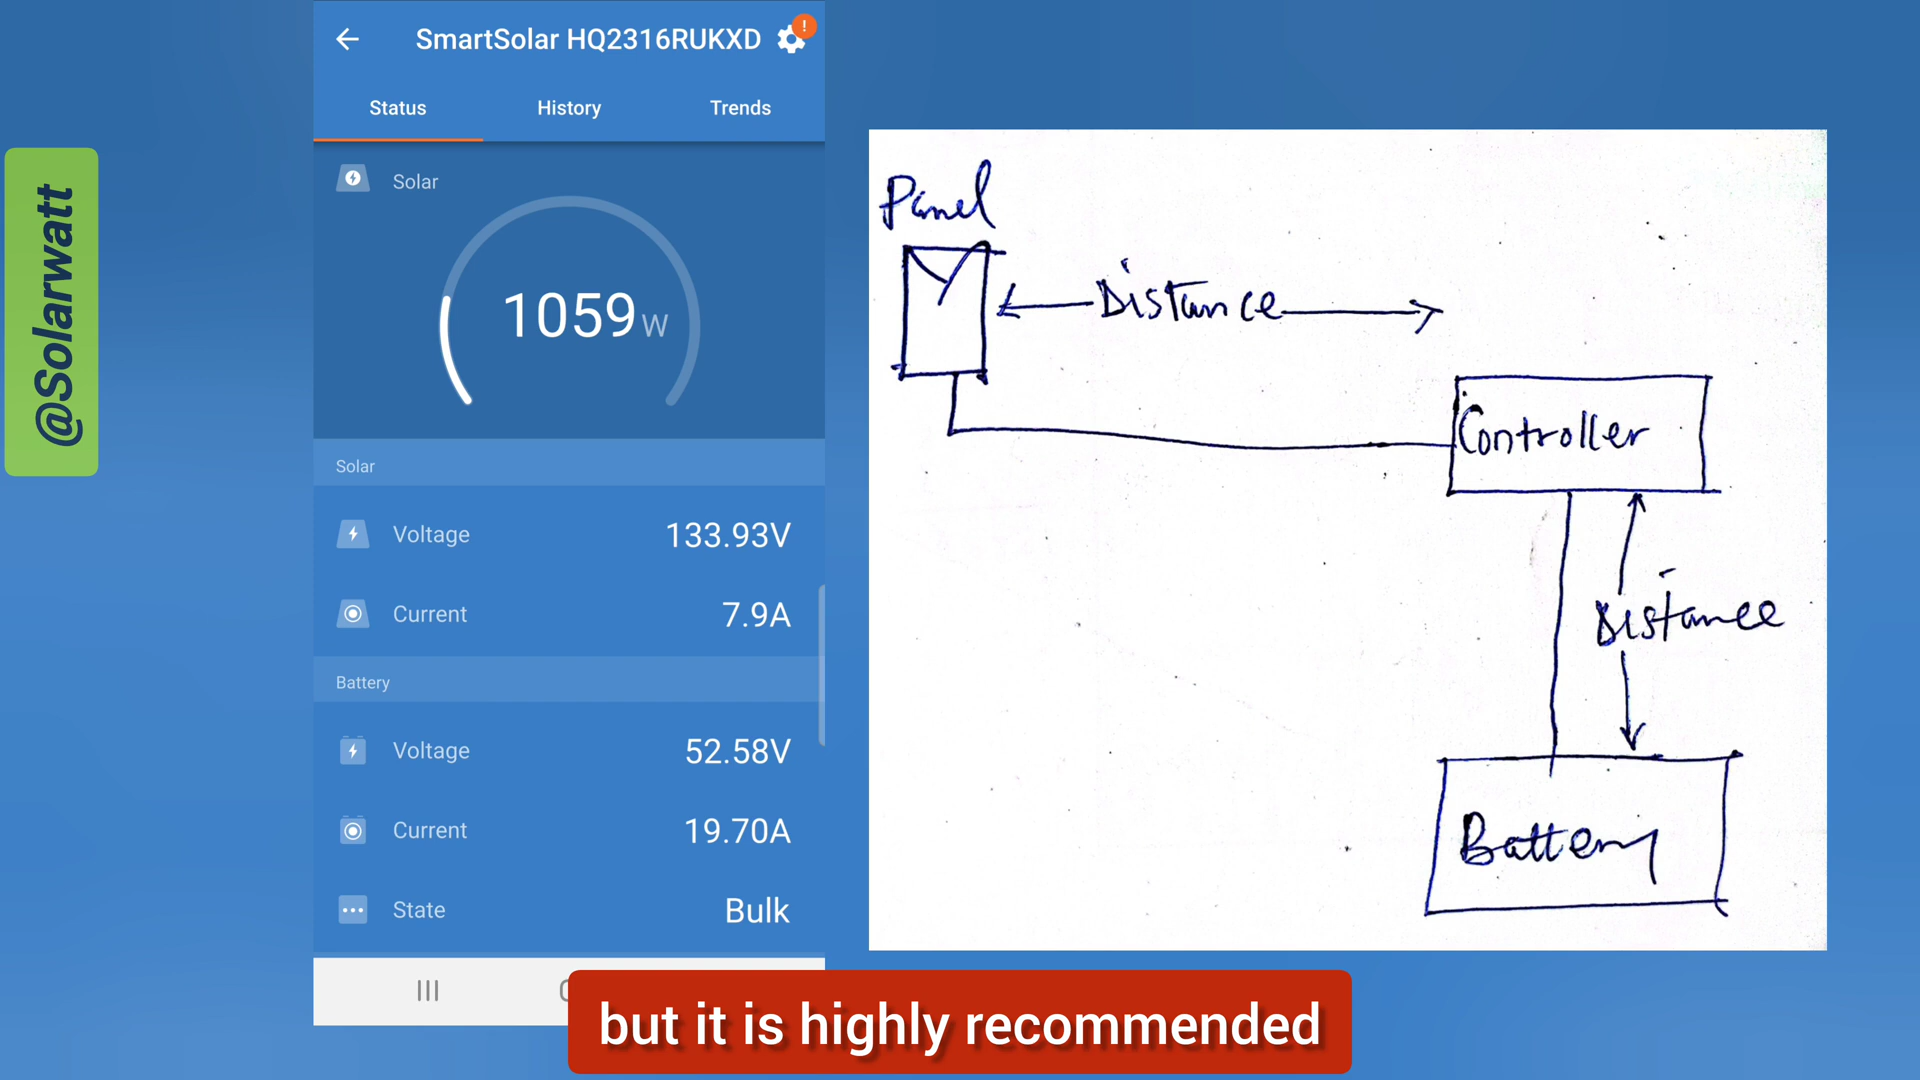 @Solarwatt
SmartSolar HQ2316RUKXD
!
Status
History
Trends
Solar
1059W
Solar
Voltage
133.93V
Current
7.9A
Battery
Voltage
52.58V
Current
19.70A
State
Bulk
Panel
Distance
Controller
Distance
Battery
but it is highly recommended